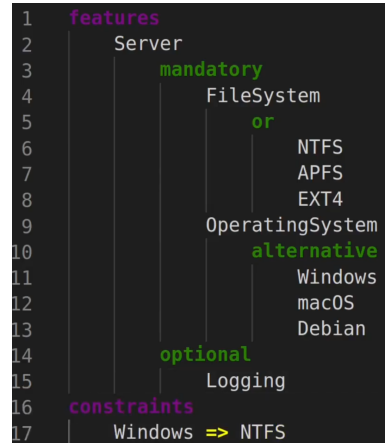 1 features
2 Server
3 mandatory
4 FileSystem
5 or
6 NTFS
7 APFS
8 EXT4
9 OperatingSystem
10 alternative
11 Windows
12 macOS
13 Debian
14 optional
15 Logging
16 constraints
17 Windows => NTFS